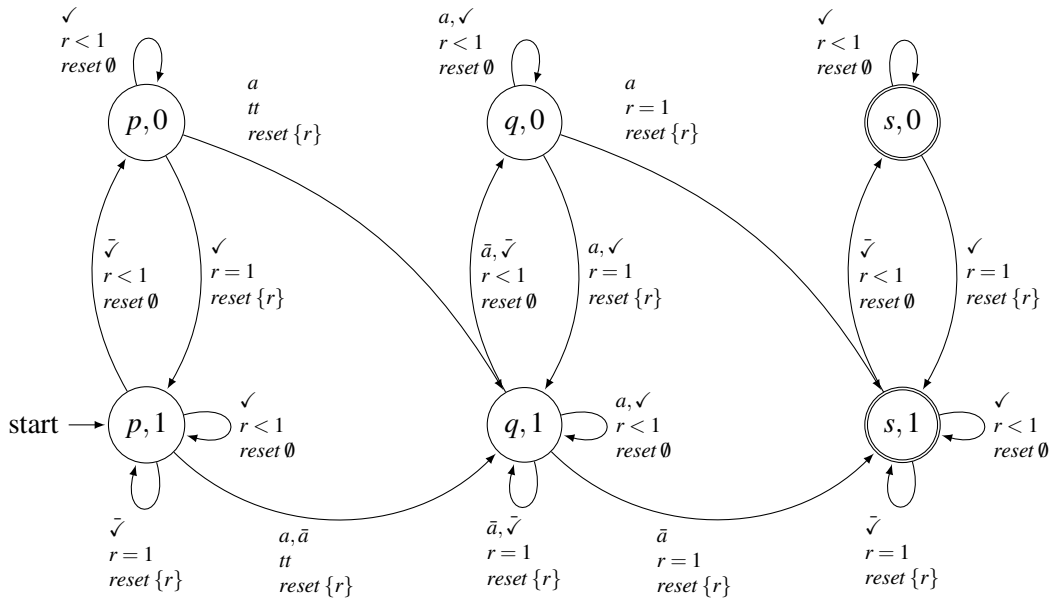 ✓
r < 1
reset ∅
a, ✓
r < 1
reset ∅
✓
r < 1
reset ∅
a
tt
reset {r}
a
r = 1
reset {r}
p, 0
q, 0
s, 0
✓̄
r < 1
reset ∅
✓
r = 1
reset {r}
ā, ✓̄
r < 1
reset ∅
a, ✓
r = 1
reset {r}
✓̄
r < 1
reset ∅
✓
r = 1
reset {r}
start
p, 1
✓
r < 1
reset ∅
q, 1
a, ✓
r < 1
reset ∅
s, 1
✓
r < 1
reset ∅
✓̄
r = 1
reset {r}
a, ā
tt
reset {r}
ā, ✓̄
r = 1
reset {r}
ā
r = 1
reset {r}
✓̄
r = 1
reset {r}